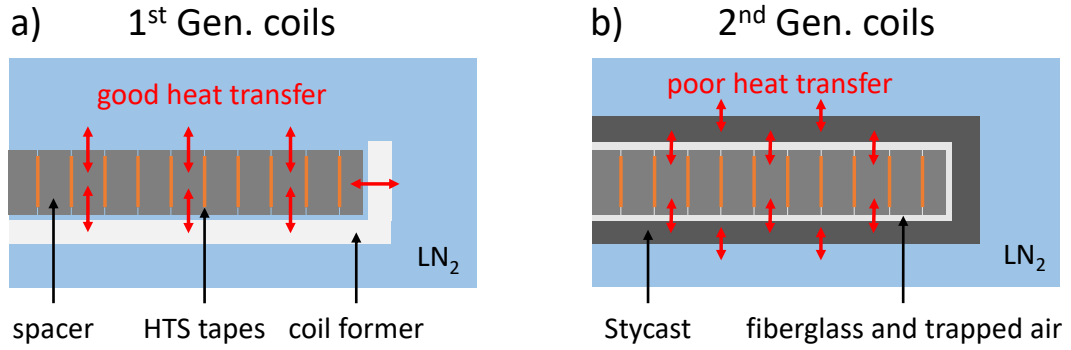 a) 1st Gen. coils
good heat transfer
LN2
spacer HTS tapes coil former
b) 2nd Gen. coils
poor heat transfer
LN2
Stycast fiberglass and trapped air